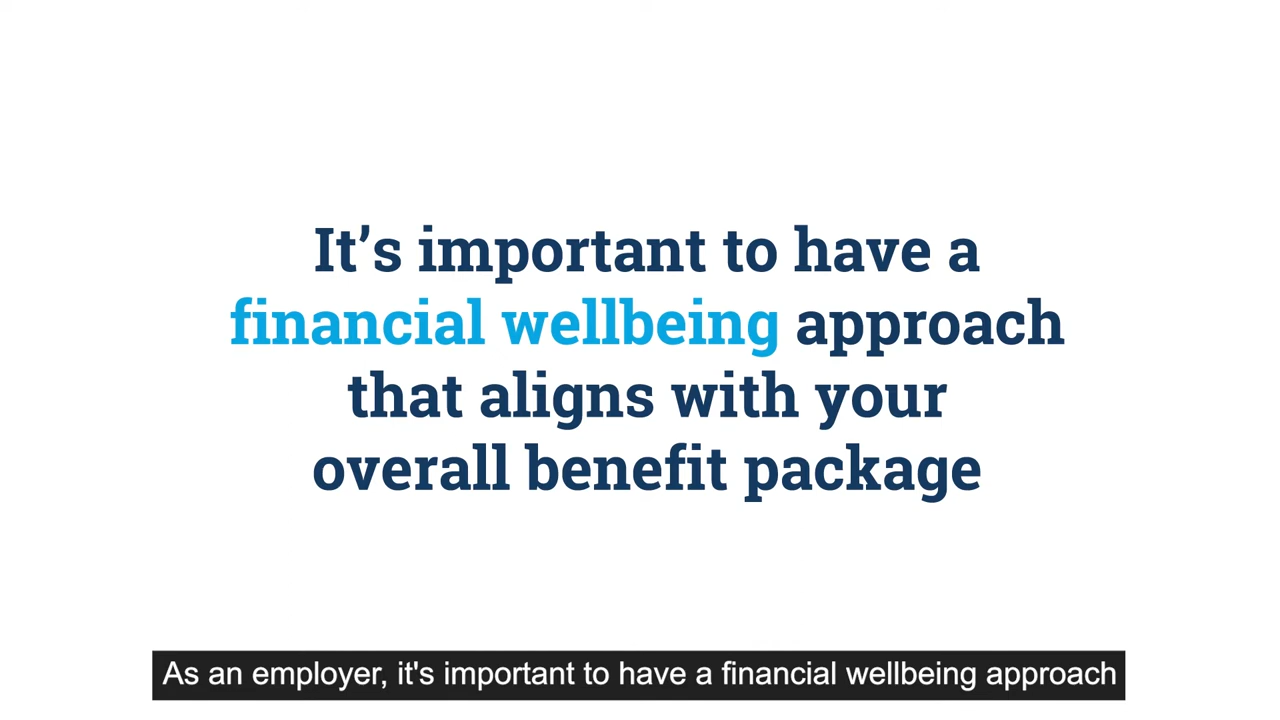 It’s important to have a
financial wellbeing approach
that aligns with your
overall benefit package
As an employer, it's important to have a financial wellbeing approach